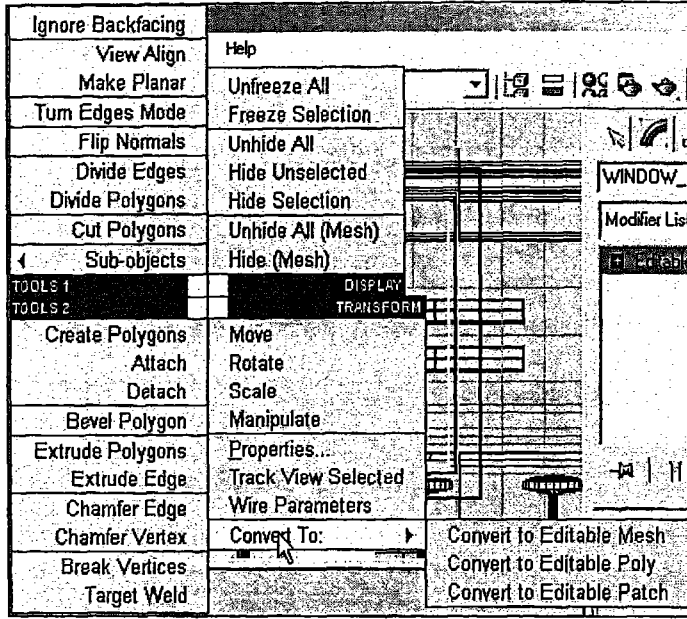 Ignore Backfacing
View Align
Make Planar
Turn Edges Mode
Flip Normals
Divide Edges
Divide Polygons
Cut Polygons
Sub-objects
TOOLS 1
TOOLS 2
Create Polygons
Attach
Detach
Bevel Polygon
Extrude Polygons
Extrude Edge
Chamfer Edge
Chamfer Vertex
Break Vertices
Target Weld
Help
Unfreeze All
Freeze Selection
Unhide All
Hide Unselected
Hide Selection
Unhide All (Mesh)
Hide (Mesh)
DISPLAY
TRANSFORM
Move
Rotate
Scale
Manipulate
Properties...
Track View Selected
Wire Parameters
Convert To:
Convert to Editable Mesh
Convert to Editable Poly
Convert to Editable Patch
WINDOW_
Modifier Lis
Editable